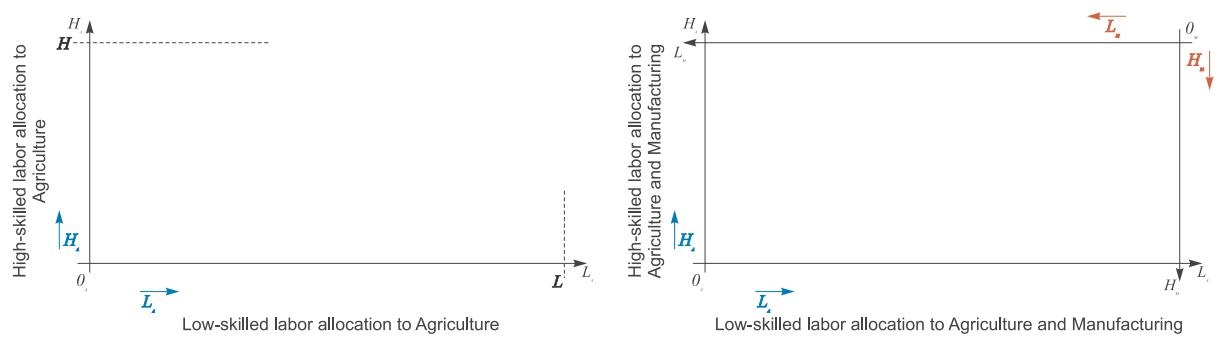 High-skilled labor allocation to
Agriculture
H
H
H
0
L
L
L
Low-skilled labor allocation to Agriculture
High-skilled labor allocation to
Agriculture and Manufacturing
H
L
L
0
H
H
0
L
H
L
Low-skilled labor allocation to Agriculture and Manufacturing